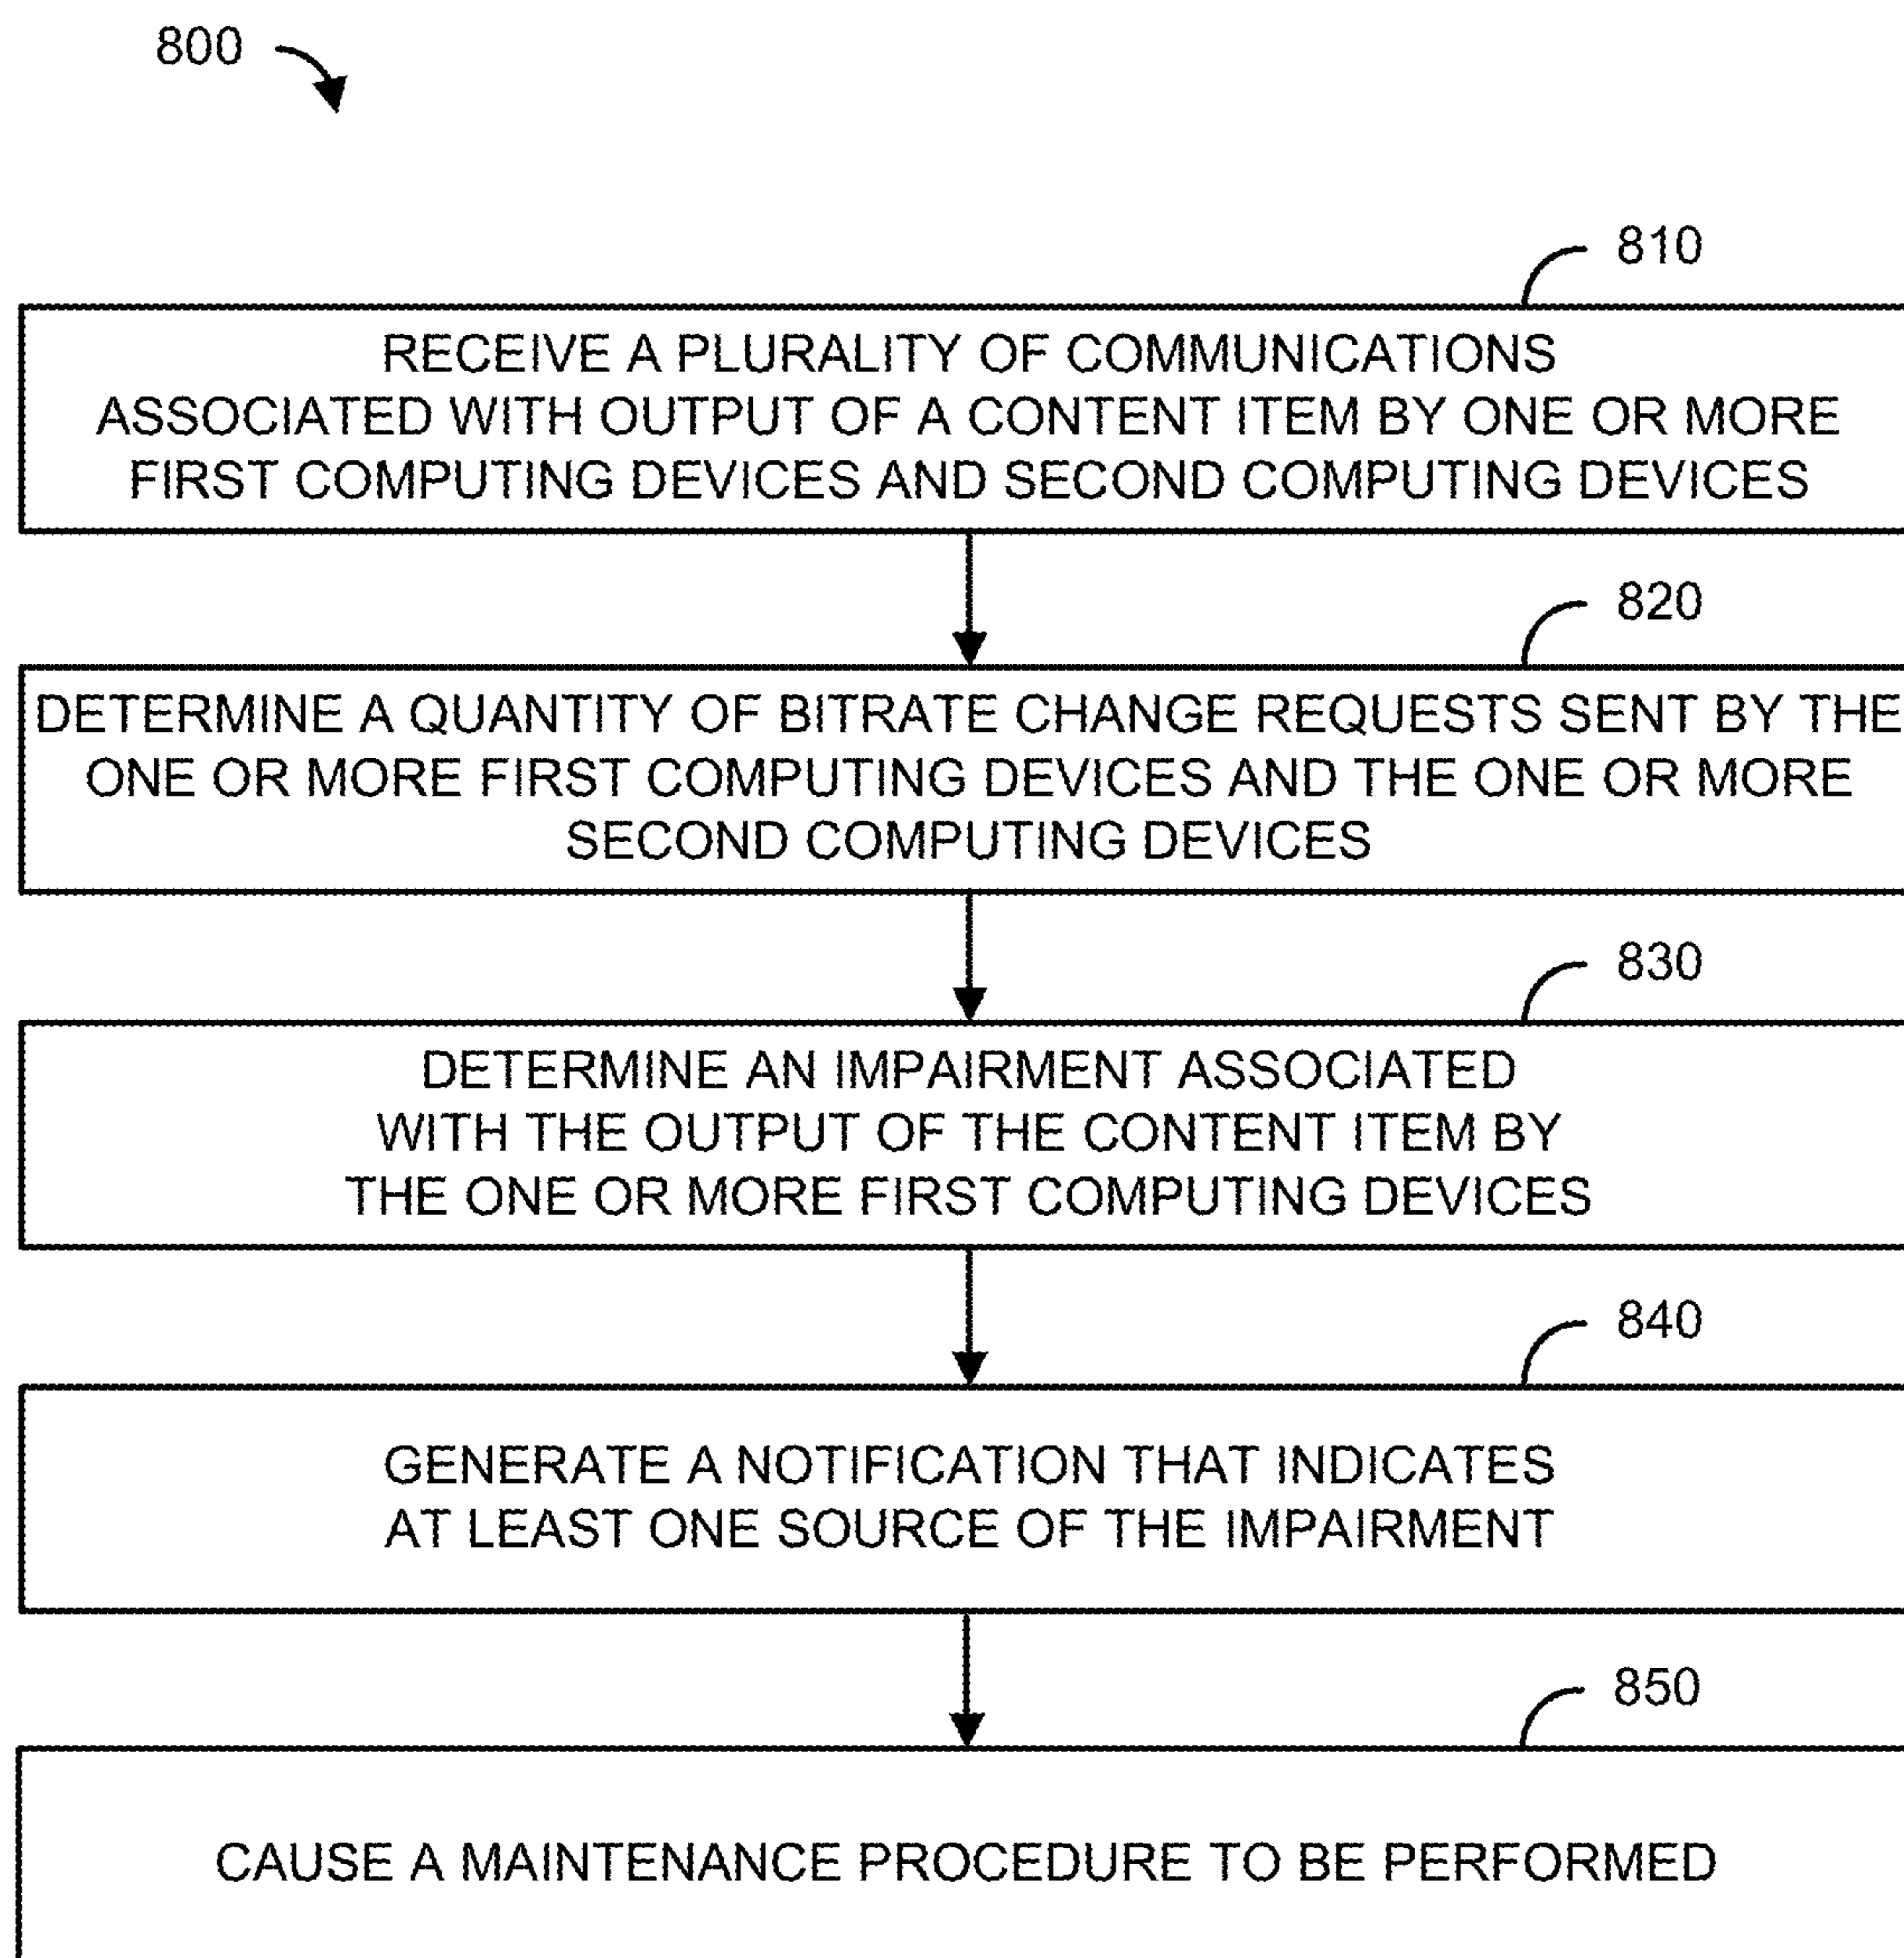 800
810
RECEIVE A PLURALITY OF COMMUNICATIONS
ASSOCIATED WITH OUTPUT OF A CONTENT ITEM BY ONE OR MORE
FIRST COMPUTING DEVICES AND SECOND COMPUTING DEVICES
820
DETERMINE A QUANTITY OF BITRATE CHANGE REQUESTS SENT BY THE
ONE OR MORE FIRST COMPUTING DEVICES AND THE ONE OR MORE
SECOND COMPUTING DEVICES
830
DETERMINE AN IMPAIRMENT ASSOCIATED
WITH THE OUTPUT OF THE CONTENT ITEM BY
THE ONE OR MORE FIRST COMPUTING DEVICES
840
GENERATE A NOTIFICATION THAT INDICATES
AT LEAST ONE SOURCE OF THE IMPAIRMENT
850
CAUSE A MAINTENANCE PROCEDURE TO BE PERFORMED